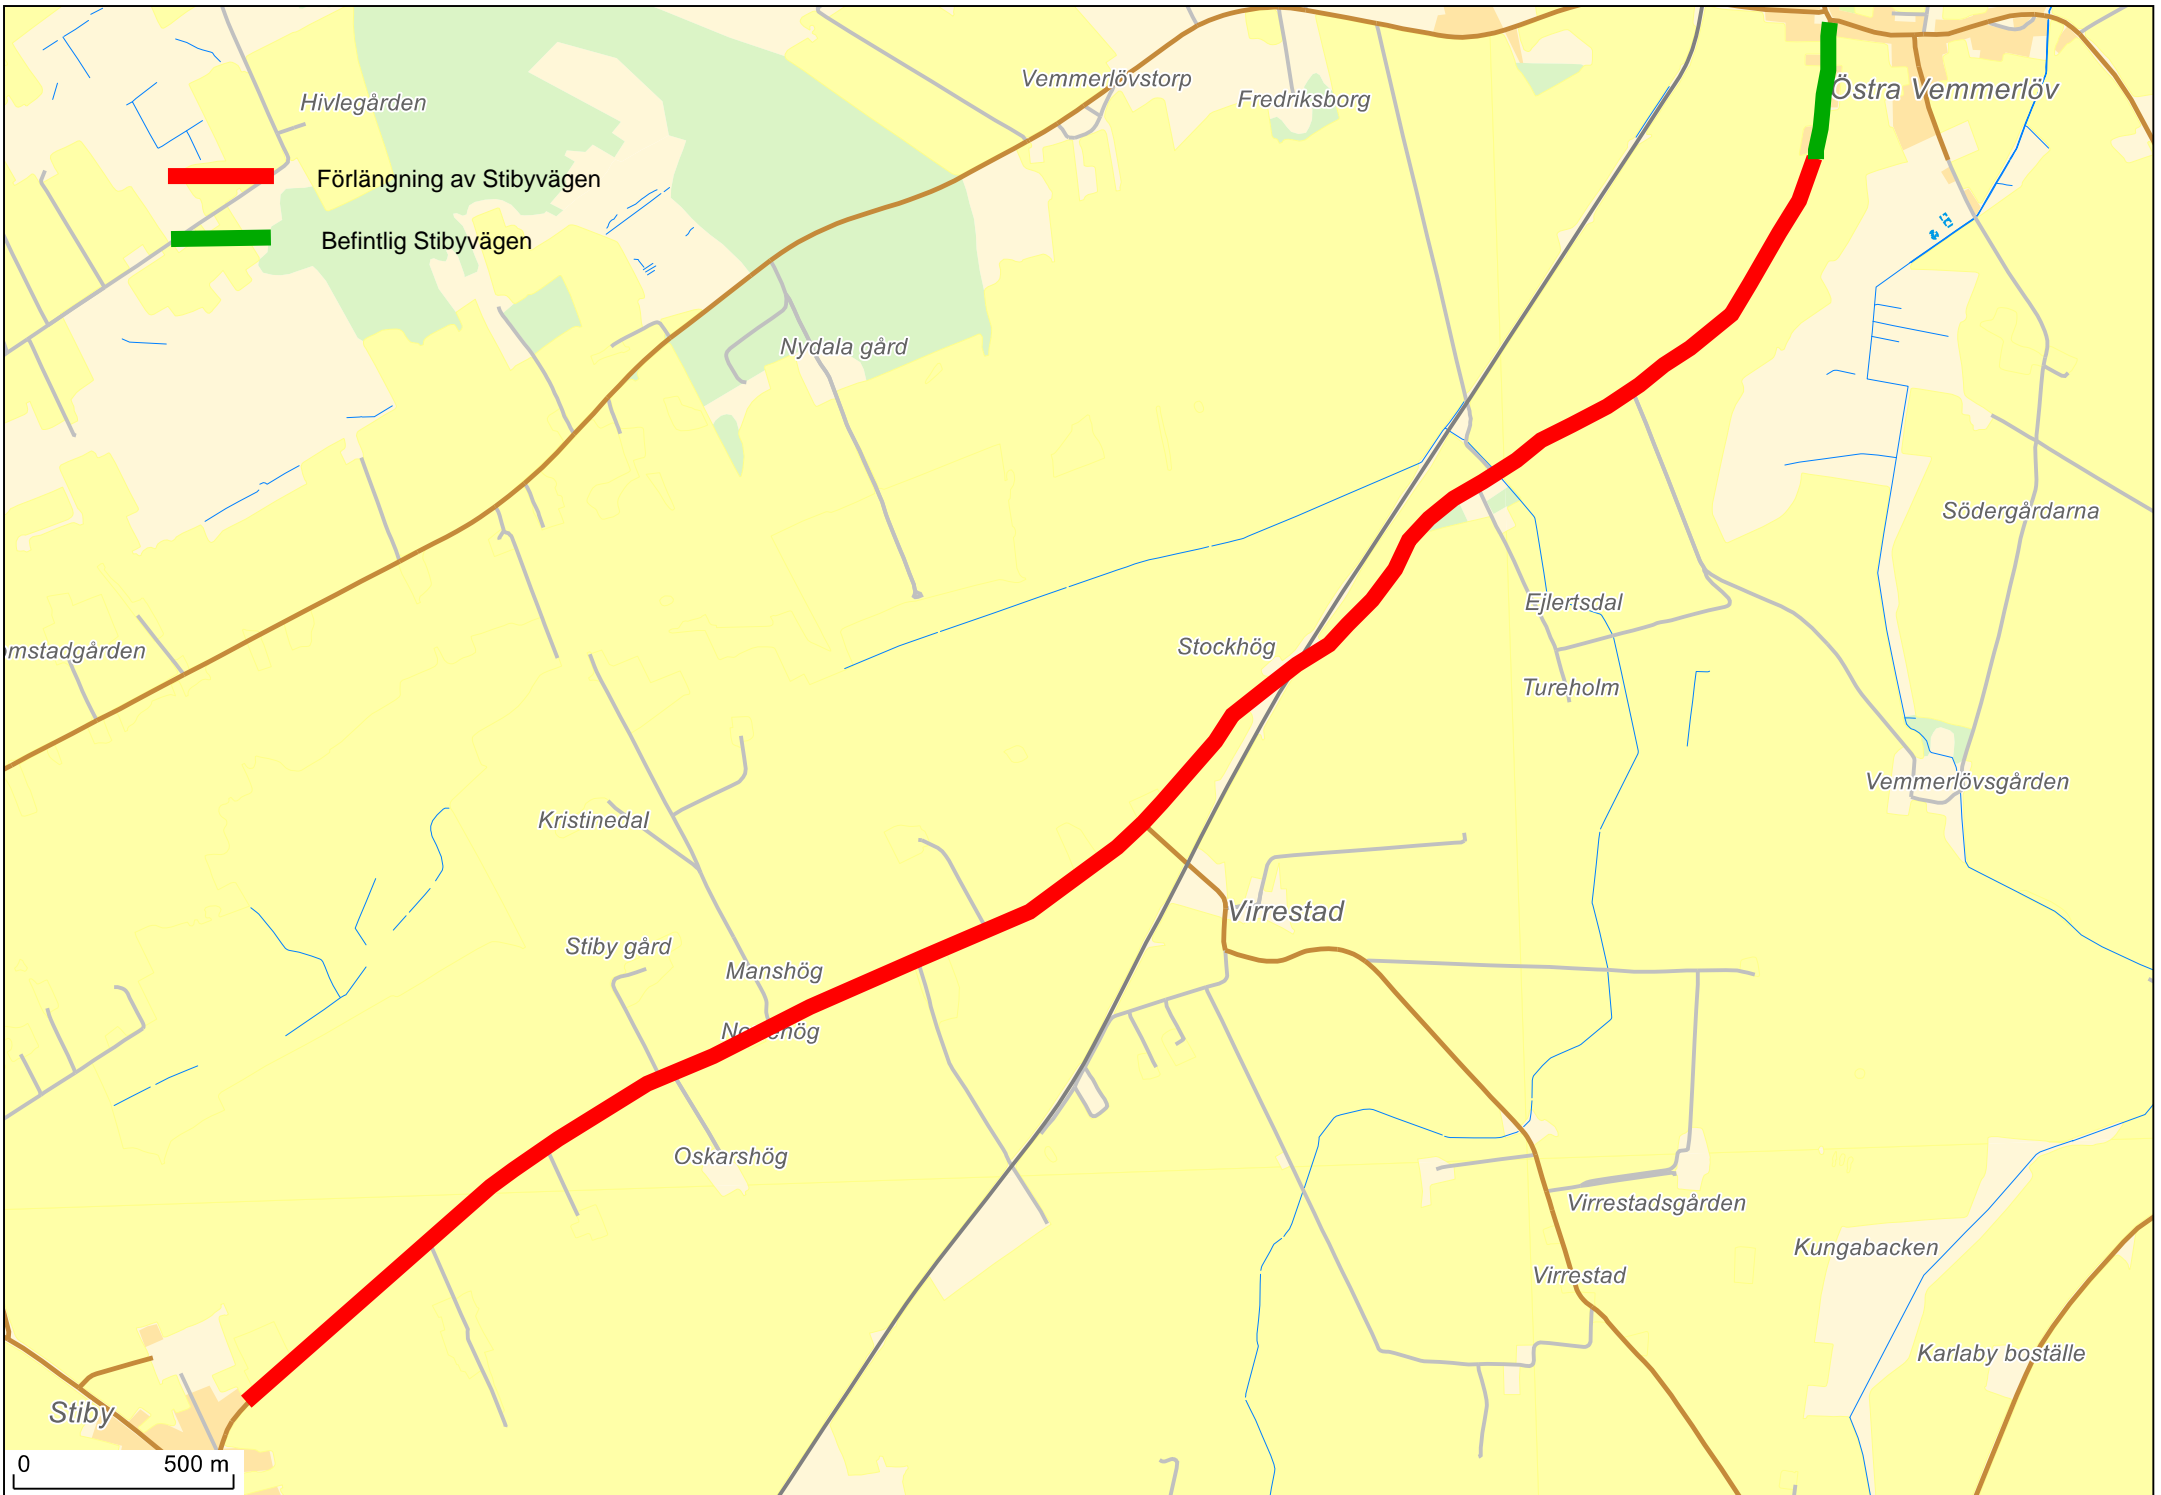 Vemmerlövstorp
Östra Vemmerlöv
Hivlegården
Fredriksborg
Förlängning av Stibyvägen
Befintlig Stibyvägen
Nydala gård
Södergårdarna
Ejlertsdal
mstadgården
Stockhög
Tureholm
Vemmerlövsgården
Kristinedal
Virrestad
Stiby gård
Manshög
Oskarshög
Virrestadsgården
Kungabacken
Virrestad
Karlaby boställe
Stiby
0 500 m